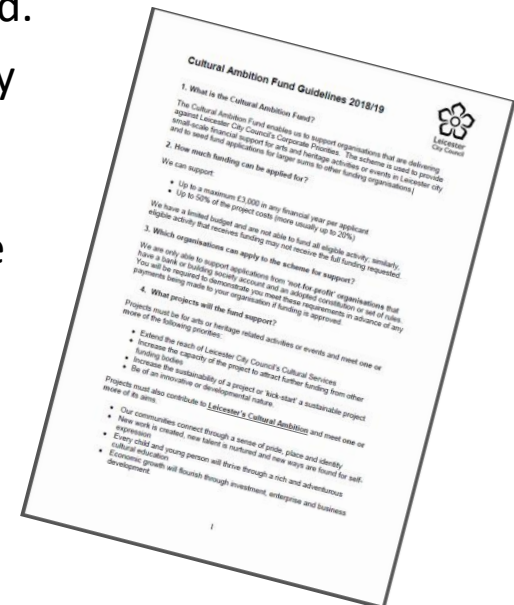 d.
y
e
Cultural Ambition Fund Guidelines 2018/19
Leicester
City Council
1. What is the Cultural Ambition Fund?
The Cultural Ambition Fund enables us to support organisations that are delivering
against Leicester City Council's Corporate Priorities. The scheme is used to provide
small-scale financial support for arts and heritage activities or events in Leicester city
and to seed fund applications for larger sums to other funding organisations
2. How much funding can be applied for?
We can support:
• Up to a maximum £3,000 in any financial year per applicant
• Up to 50% of the project costs (more usually up to 20%)
We have a limited budget and are not able to fund all eligible activity; similarly,
eligible activity that receives funding may not receive the full funding requested.
3. Which organisations can apply to the scheme for support?
We are only able to support applications from 'not-for-profit' organisations that
have a bank or building society account and an adopted constitution or set of rules.
You will be required to demonstrate you meet these requirements in advance of any
payments being made to your organisation if funding is approved.
4. What projects will the fund support?
Projects must be for arts or heritage related activities or events and meet one or
more of the following priorities:
• Extend the reach of Leicester City Council's Cultural Services
• Increase the capacity of the project to attract further funding from other
funding bodies
• Increase the sustainability of a project or 'kick-start' a sustainable project
• Be of an innovative or developmental nature.
Projects must also contribute to Leicester's Cultural Ambition and meet one or
more of its aims:
• Our communities connect through a sense of pride, place and identity
• New work is created, new talent is nurtured and new ways are found for self-
expression
• Every child and young person will thrive through a rich and adventurous
cultural education
• Economic growth will flourish through investment, enterprise and business
development.
1